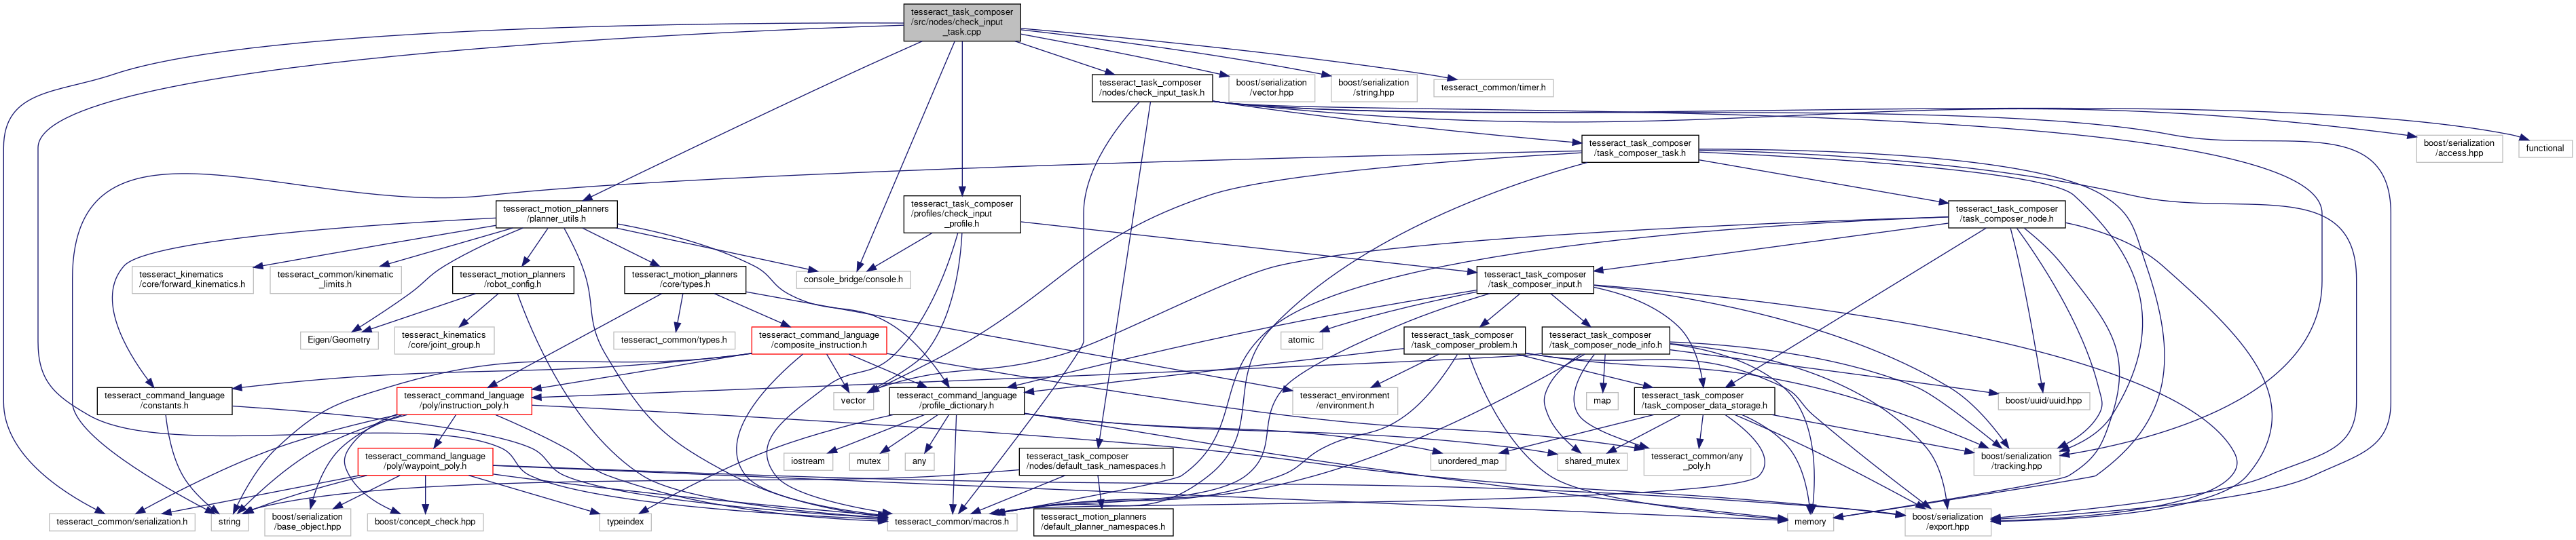 tesseract_task_composer
/src/nodes/check_input
_task.cpp
tesseract_task_composer
/nodes/check_input_task.h
boost/serialization
/vector.hpp
boost/serialization
/string.hpp
tesseract_common/timer.h
tesseract_task_composer
/task_composer_task.h
boost/serialization
/access.hpp
functional
tesseract_motion_planners
/planner_utils.h
tesseract_task_composer
/profiles/check_input
_profile.h
tesseract_task_composer
/task_composer_node.h
tesseract_kinematics
/core/forward_kinematics.h
tesseract_common/kinematic
_limits.h
tesseract_motion_planners
/robot_config.h
tesseract_motion_planners
/core/types.h
console_bridge/console.h
tesseract_task_composer
/task_composer_input.h
Eigen/Geometry
tesseract_kinematics
/core/joint_group.h
tesseract_common/types.h
tesseract_command_language
/composite_instruction.h
atomic
tesseract_task_composer
/task_composer_problem.h
tesseract_task_composer
/task_composer_node_info.h
tesseract_command_language
/constants.h
tesseract_command_language
/poly/instruction_poly.h
vector
tesseract_command_language
/profile_dictionary.h
tesseract_environment
/environment.h
map
tesseract_task_composer
/task_composer_data_storage.h
boost/uuid/uuid.hpp
tesseract_command_language
/poly/waypoint_poly.h
iostream
mutex
any
tesseract_task_composer
/nodes/default_task_namespaces.h
unordered_map
shared_mutex
tesseract_common/any
_poly.h
boost/serialization
/tracking.hpp
tesseract_common/serialization.h
string
boost/serialization
/base_object.hpp
boost/concept_check.hpp
typeindex
tesseract_common/macros.h
tesseract_motion_planners
/default_planner_namespaces.h
memory
boost/serialization
/export.hpp